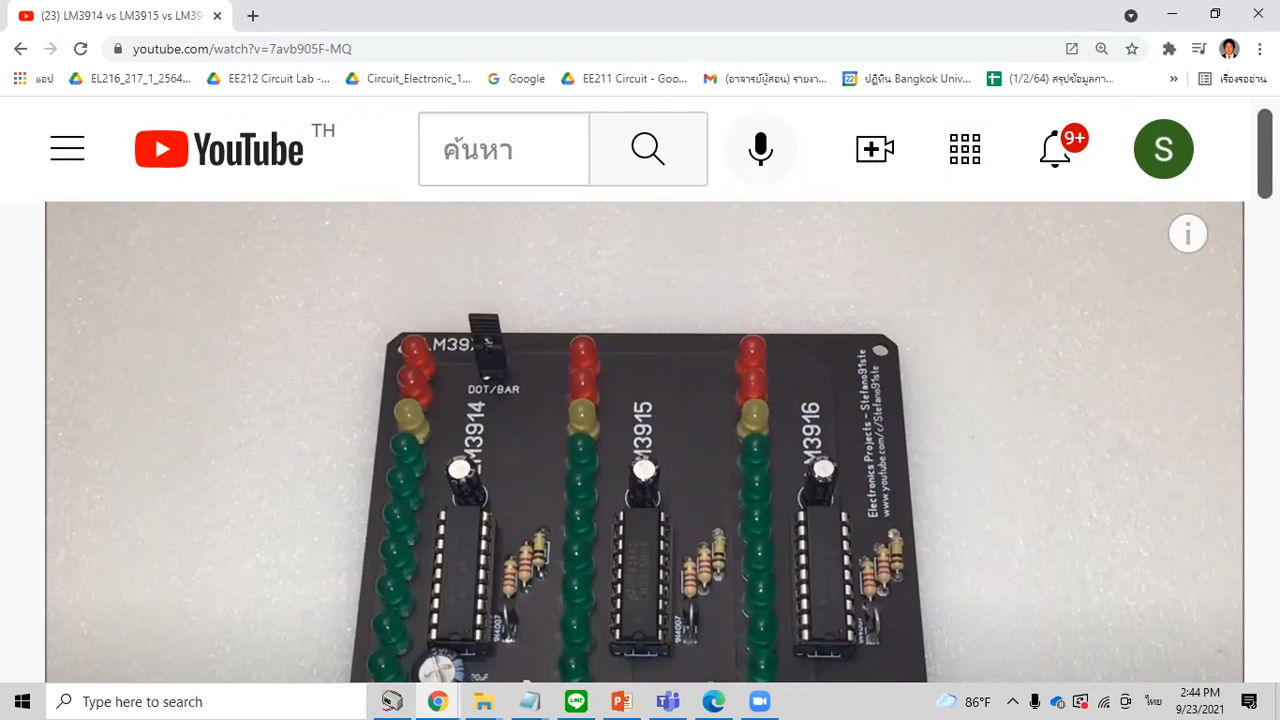 (23) LM3914 vs LM3915 vs LM39
youtube.com/watch?v=7avb905F-MQ
แอป
EL216_217_1_2564...
EE212 Circuit Lab -...
Circuit_Electronic_-...
Google
EE211 Circuit - Goo...
(อาจารย์ผู้สอน) รายงา...
ปฏิทิน Bangkok Univ...
(1/2/64) สรุปข้อมูลกา...
»
เรื่องรออ่าน
YouTube TH
ค้นหา
9+
S
DOT/BAR
LM3914
LM3915
LM3916
Electronics Projects - Stefano91ste
www.youtube.com/c/Stefano91ste
1N4007
1N4007
Type here to search
86°F
ไทย
2:44 PM
9/23/2021